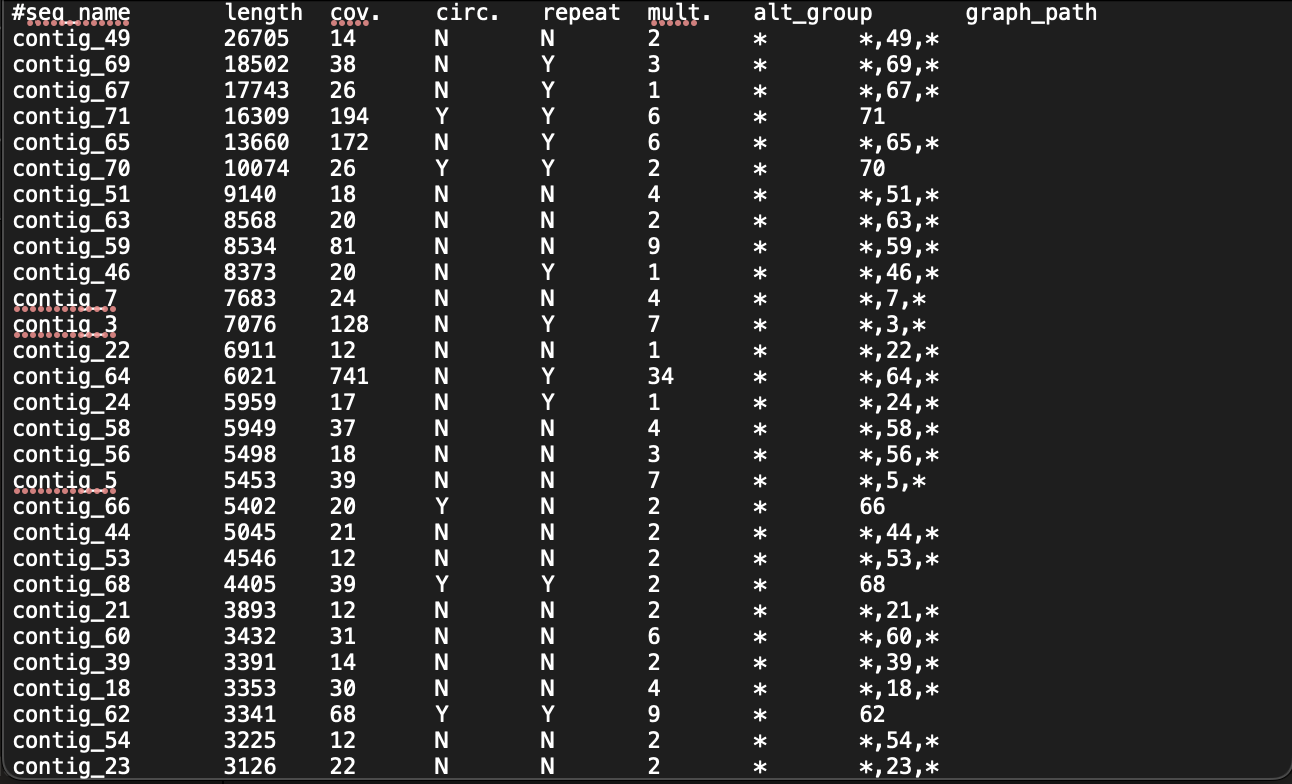 #seq_name length cov. circ. repeat mult. alt_group graph_path
contig_49 26705 14 N N 2 * *,49,*
contig_69 18502 38 N Y 3 * *,69,*
contig_67 17743 26 N Y 1 * *,67,*
contig_71 16309 194 Y Y 6 * 71
contig_65 13660 172 N Y 6 * *,65,*
contig_70 10074 26 Y Y 2 * 70
contig_51 9140 18 N N 4 * *,51,*
contig_63 8568 20 N N 2 * *,63,*
contig_59 8534 81 N N 9 * *,59,*
contig_46 8373 20 N Y 1 * *,46,*
contig_7 7683 24 N N 4 * *,7,*
contig_3 7076 128 N Y 7 * *,3,*
contig_22 6911 12 N N 1 * *,22,*
contig_64 6021 741 N Y 34 * *,64,*
contig_24 5959 17 N Y 1 * *,24,*
contig_58 5949 37 N N 4 * *,58,*
contig_56 5498 18 N N 3 * *,56,*
contig_5 5453 39 N N 7 * *,5,*
contig_66 5402 20 Y N 2 * 66
contig_44 5045 21 N N 2 * *,44,*
contig_53 4546 12 N N 2 * *,53,*
contig_68 4405 39 Y Y 2 * 68
contig_21 3893 12 N N 2 * *,21,*
contig_60 3432 31 N N 6 * *,60,*
contig_39 3391 14 N N 2 * *,39,*
contig_18 3353 30 N N 4 * *,18,*
contig_62 3341 68 Y Y 9 * 62
contig_54 3225 12 N N 2 * *,54,*
contig_23 3126 22 N N 2 * *,23,*